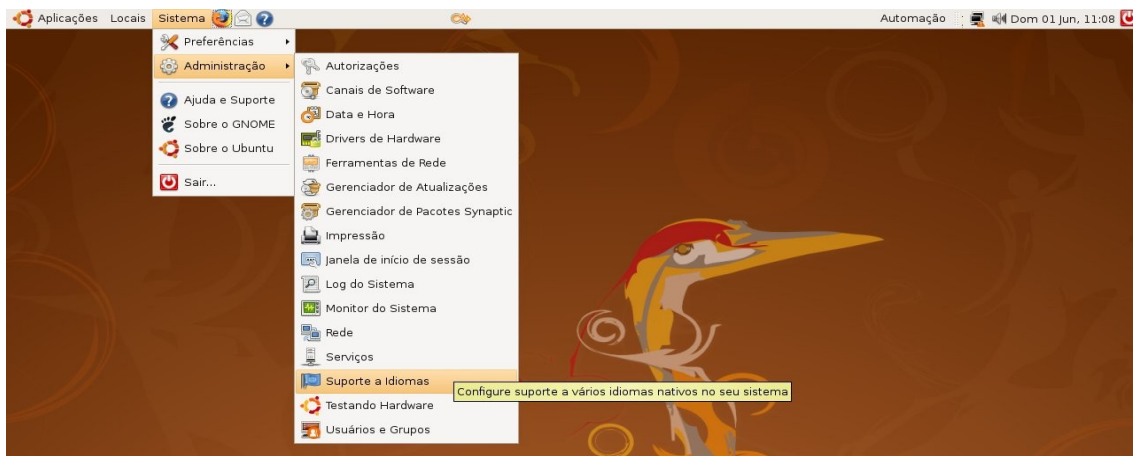 Aplicações Locais Sistema Automação Dom 01 Jun, 11:08
Preferências
Administração
Ajuda e Suporte
Sobre o GNOME
Sobre o Ubuntu
Sair...
Autorizações
Canais de Software
Data e Hora
Drivers de Hardware
Ferramentas de Rede
Gerenciador de Atualizações
Gerenciador de Pacotes Synaptic
Impressão
Janela de início de sessão
Log do Sistema
Monitor do Sistema
Rede
Serviços
Suporte a Idiomas
Configure suporte a vários idiomas nativos no seu sistema
Testando Hardware
Usuários e Grupos